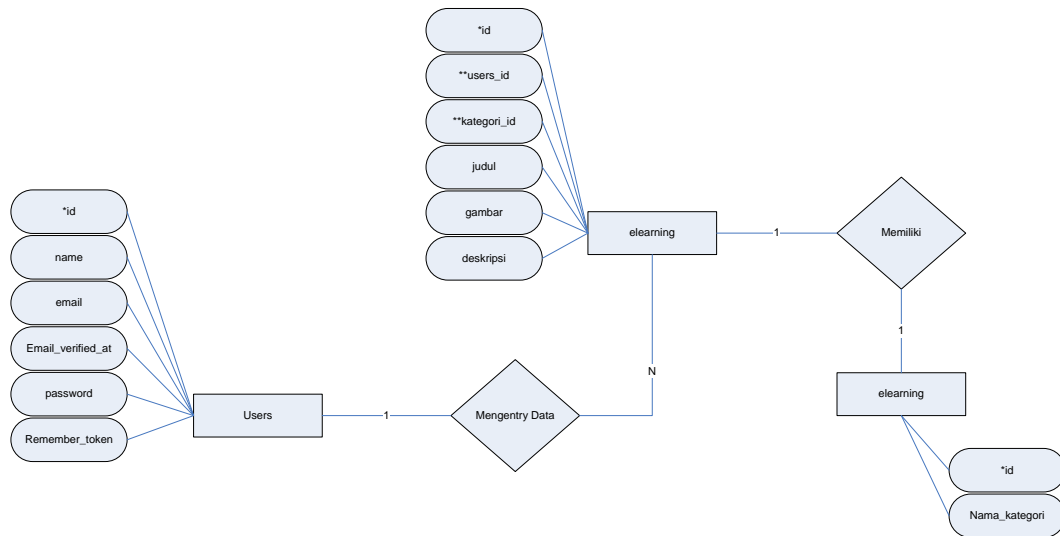 *id
**users_id
**kategori_id
judul
gambar
deskripsi
elearning
1
Memiliki
1
elearning
*id
Nama_kategori
*id
name
email
Email_verified_at
password
Remember_token
Users
1
Mengentry Data
N